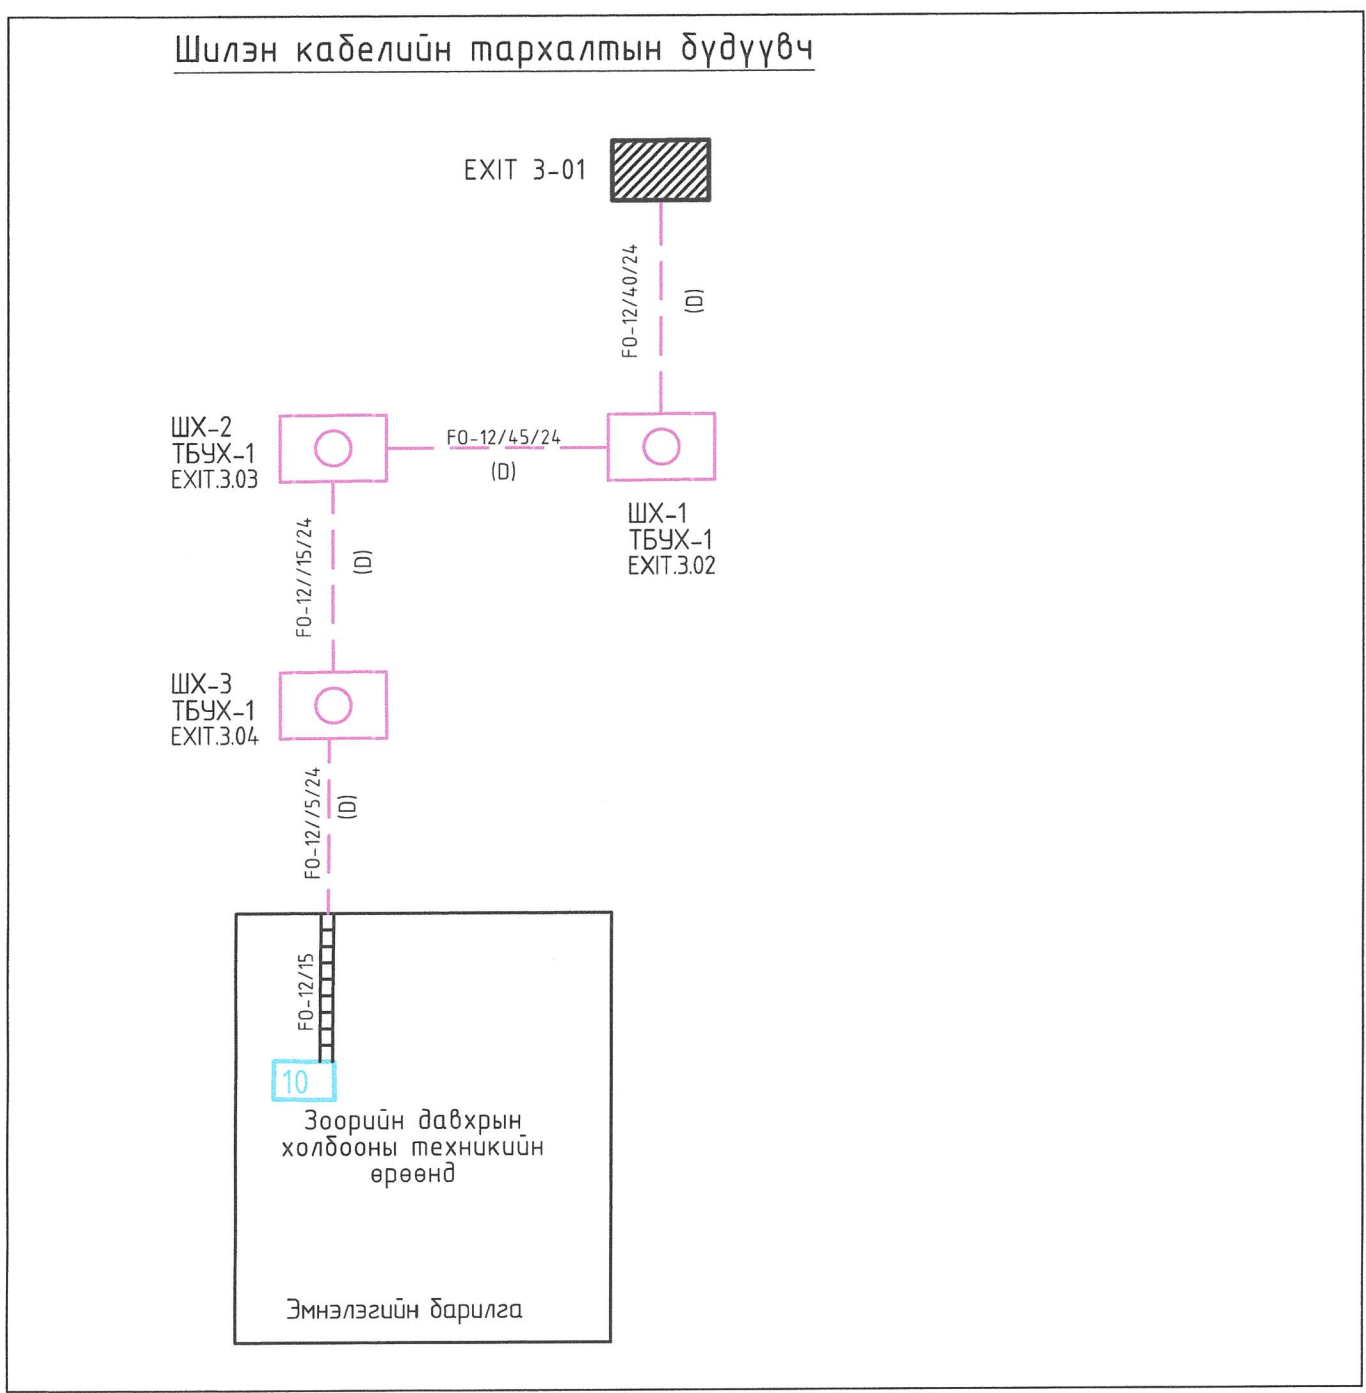 Шилэн кабелийн тархалтын бүдүүвч
EXIT 3-01
FO-12/40/24
(D)
ШХ-2
ТБУХ-1
EXIT.3.03
FO-12/45/24
(D)
ШХ-1
ТБУХ-1
EXIT.3.02
FO-12//15/24
(D)
ШХ-3
ТБУХ-1
EXIT.3.04
FO-12//5/24
(D)
FO-12/15
10
Зоорийн давхрын
холбооны техникийн
өрөөнд
Эмнэлэгийн барилга